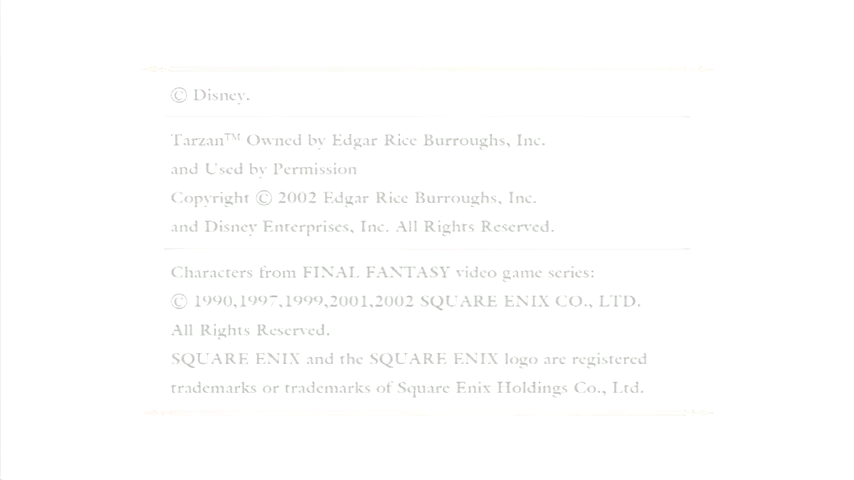 © Disney.
Tarzan™ Owned by Edgar Rice Burroughs, Inc.
and Used by Permission
Copyright © 2002 Edgar Rice Burroughs, Inc.
and Disney Enterprises, Inc. All Rights Reserved.
Characters from FINAL FANTASY video game series:
© 1990,1997,1999,2001,2002 SQUARE ENIX CO., LTD.
All Rights Reserved.
SQUARE ENIX and the SQUARE ENIX logo are registered
trademarks or trademarks of Square Enix Holdings Co., Ltd.